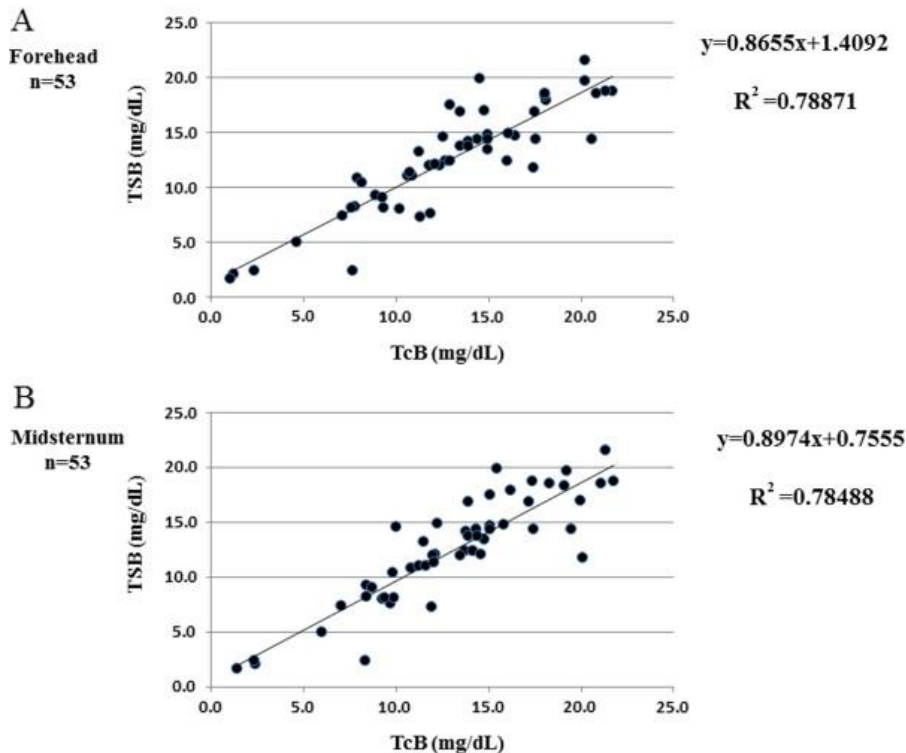 A
Forehead
n=53
y=0.8655x+1.4092
R² =0.78871
TSB (mg/dL)
25.0
20.0
15.0
10.0
5.0
0.0
0.0 5.0 10.0 15.0 20.0 25.0
TcB (mg/dL)
B
Midsternum
n=53
y=0.8974x+0.7555
R² =0.78488
TSB (mg/dL)
25.0
20.0
15.0
10.0
5.0
0.0
0.0 5.0 10.0 15.0 20.0 25.0
TcB (mg/dL)